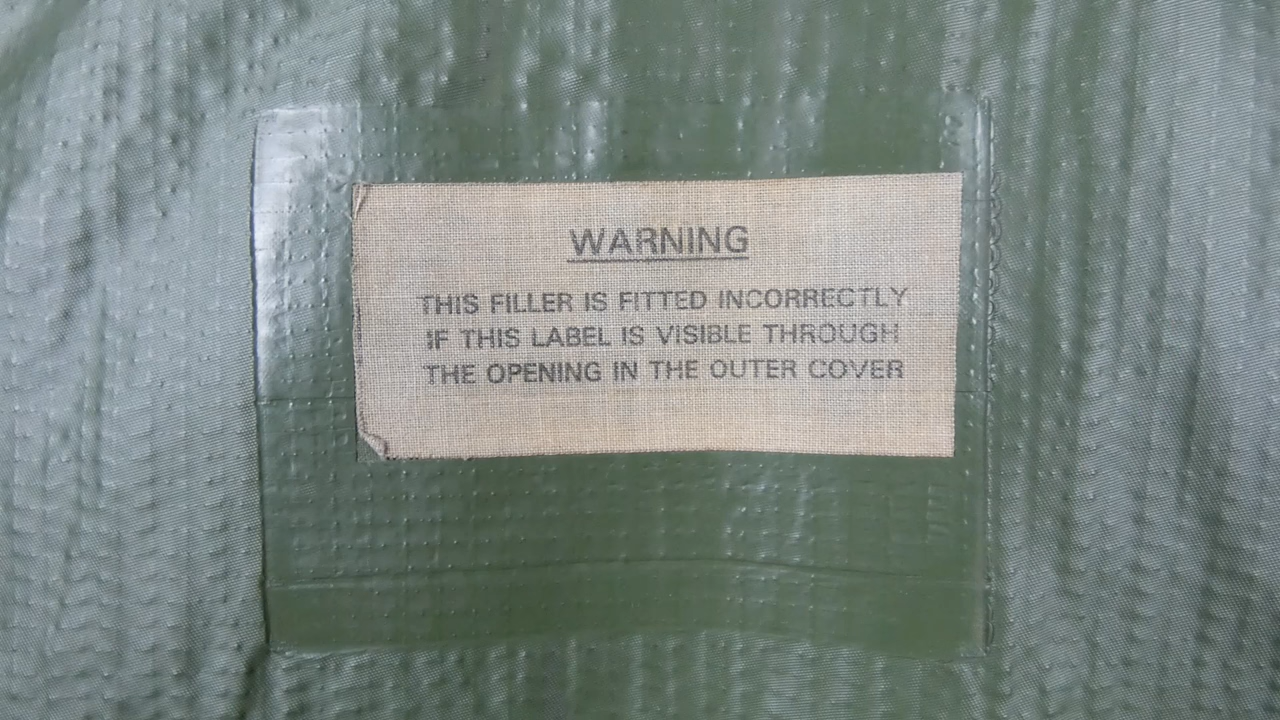 WARNING
THIS FILLER IS FITTED INCORRECTLY
IF THIS LABEL IS VISIBLE THROUGH
THE OPENING IN THE OUTER COVER